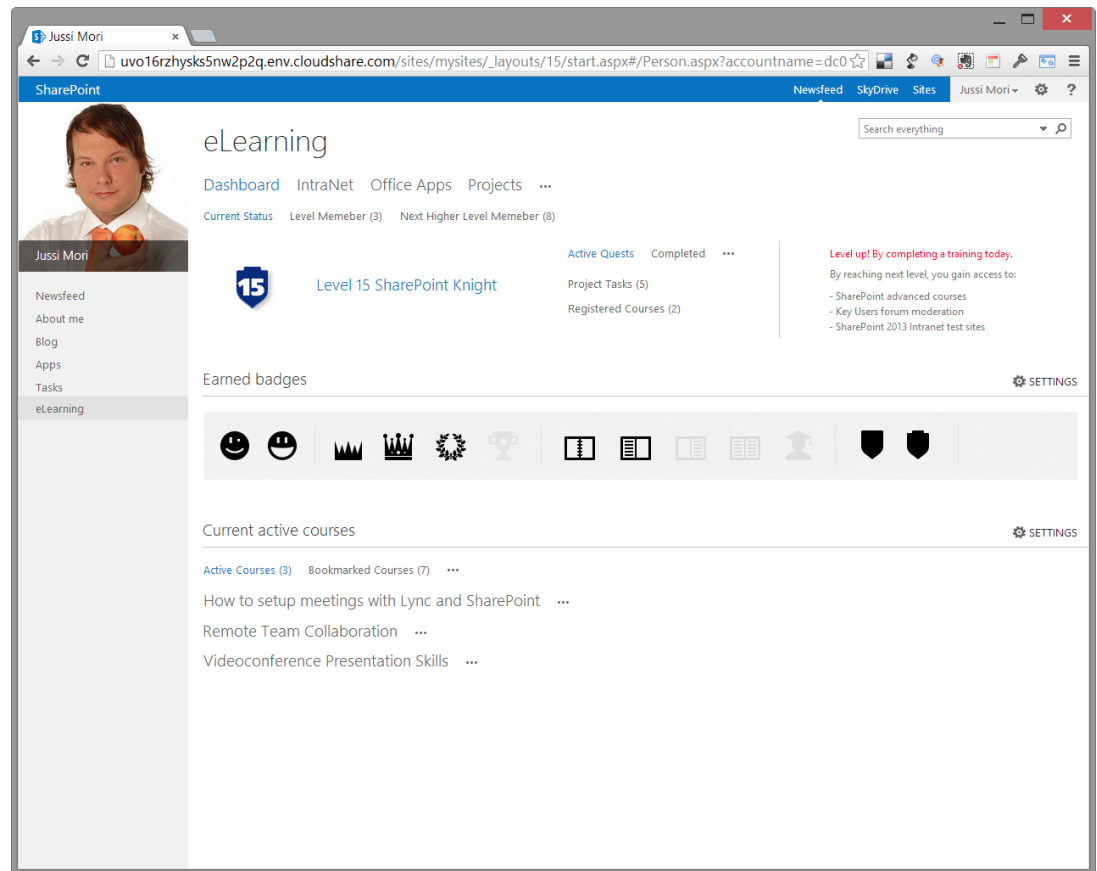 Jussi Mori
uvo16rzhysks5nw2p2q.env.cloudshare.com/sites/mysites/_layouts/15/start.aspx#/Person.aspx?accountname=dc0
SharePoint
Newsfeed SkyDrive Sites Jussi Mori ?
Search everything
eLearning
Dashboard IntraNet Office Apps Projects ...
Current Status Level Memeber (3) Next Higher Level Memeber (8)
Jussi Mori
Newsfeed
About me
Blog
Apps
Tasks
eLearning
15
Level 15 SharePoint Knight
Active Quests Completed ...
Project Tasks (5)
Registered Courses (2)
Level up! By completing a training today.
By reaching next level, you gain access to:
- SharePoint advanced courses
- Key Users forum moderation
- SharePoint 2013 Intranet test sites
Earned badges
SETTINGS
Current active courses
SETTINGS
Active Courses (3) Bookmarked Courses (7) ...
How to setup meetings with Lync and SharePoint ...
Remote Team Collaboration ...
Videoconference Presentation Skills ...